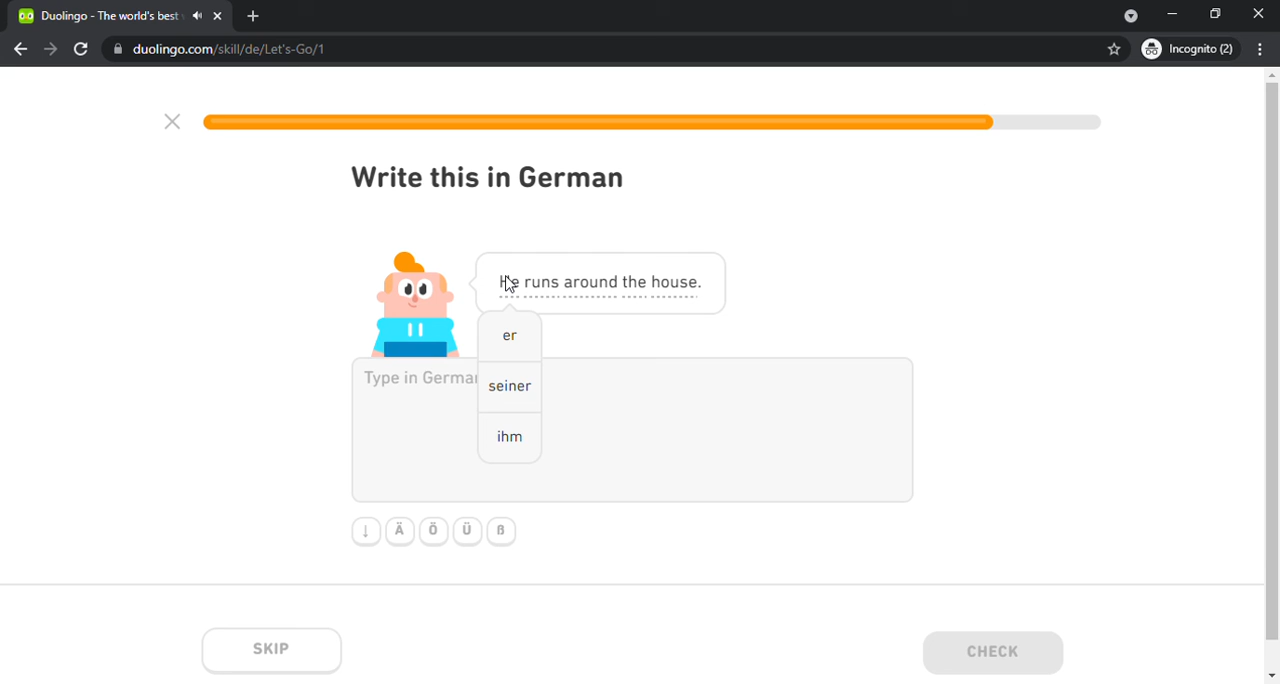 Duolingo - The world's best
duolingo.com/skill/de/Let's-Go/1
Incognito (2)
Write this in German
He runs around the house.
er
seiner
ihm
Type in German
↓ Ä Ö Ü ß
SKIP
CHECK